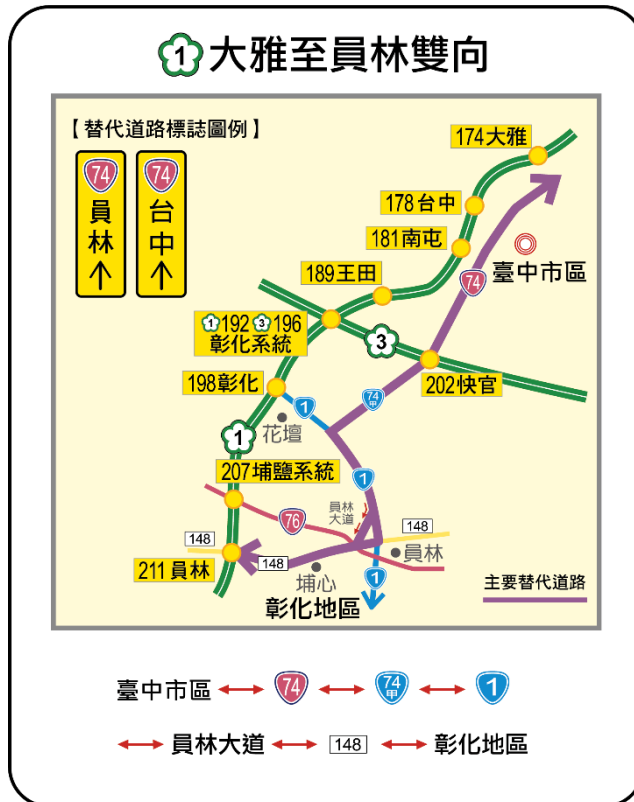 1 大雅至員林雙向
【替代道路標誌圖例】
74
員林
↑
74
台中
↑
174大雅
178台中
181南屯
臺中市區
189王田
74
1 192 3 196
彰化系統
3
202快官
198彰化
1
74甲
花壇
1
1
207埔鹽系統
員林
大道
76
148
148
員林
148
211員林
埔心
1
彰化地區
主要替代道路
臺中市區 ↔ 74 ↔ 74甲 ↔ 1
↔ 員林大道 ↔ 148 ↔ 彰化地區